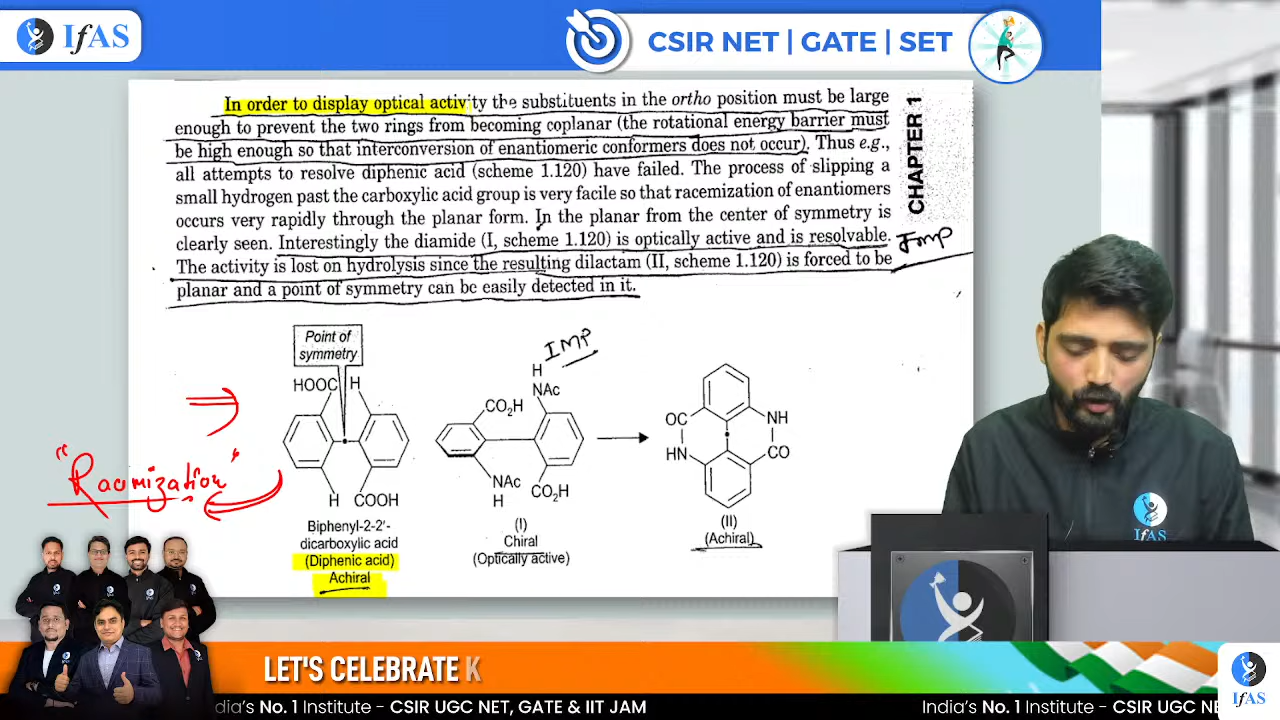 IfAS
CSIR NET | GATE | SET
In order to display optical activity the substituents in the ortho position must be large
enough to prevent the two rings from becoming coplanar (the rotational energy barrier must
be high enough so that interconversion of enantiomeric conformers does not occur). Thus e.g.,
all attempts to resolve diphenic acid (scheme 1.120) have failed. The process of slipping a
small hydrogen past the carboxylic acid group is very facile so that racemization of enantiomers
occurs very rapidly through the planar form. In the planar from the center of symmetry is
clearly seen. Interestingly the diamide (I, scheme 1.120) is optically active and is resolvable.
The activity is lost on hydrolysis since the resulting dilactam (II, scheme 1.120) is forced to be
planar and a point of symmetry can be easily detected in it.
CHAPTER 1
Imp
Point of
symmetry
HOOC H
H COOH
Biphenyl-2-2'-
dicarboxylic acid
(Diphenic acid)
Achiral
IMP
H
NAc
CO₂H
NAc
H
CO₂H
(I)
Chiral
(Optically active)
OC NH
HN CO
(II)
(Achiral)
"Racmization"
IfAS
LET'S CELEBRATE K
dia's No. 1 Institute - CSIR UGC NET, GATE & IIT JAM
India's No. 1 Institute - CSIR UGC NE
IfAS